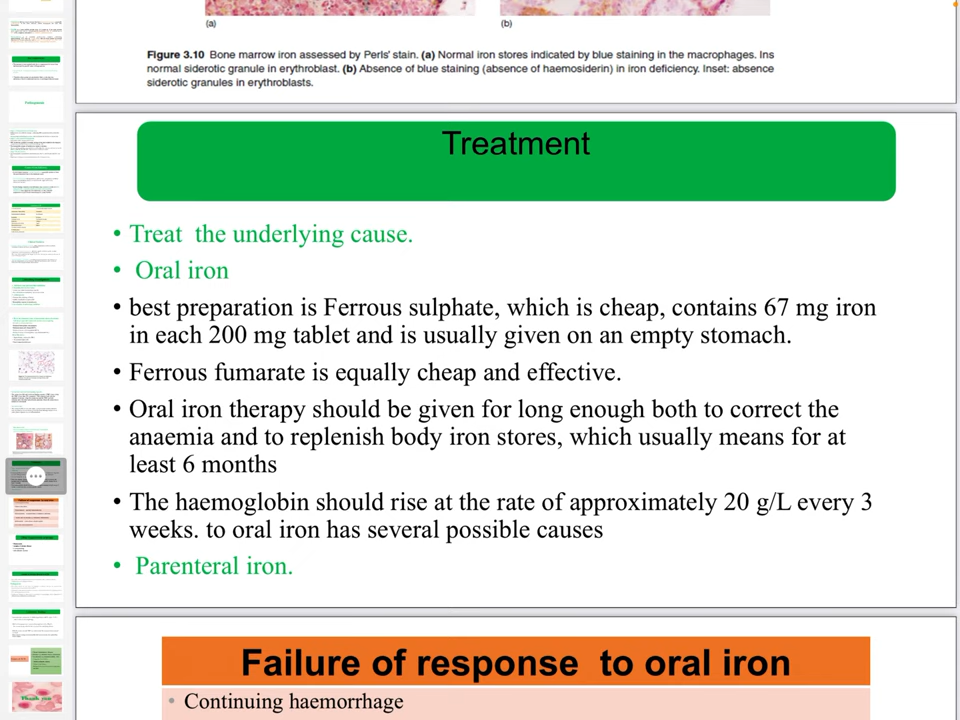 (a)
(b)
Figure 3.10 Bone marrow iron assessed by Perls' stain. (a) Normal iron stores indicated by blue staining in the macrophages. Ins
normal siderotic granule in erythroblast. (b) Absence of blue staining (absence of haemosiderin) in iron deficiency. Inset: absence
siderotic granules in erythroblasts.
Treatment
• Treat the underlying cause.
• Oral iron
• best preparation is Ferrous sulphate, which is cheap, contains 67 mg iron
in each 200 mg tablet and is usually given on an empty stomach.
• Ferrous fumarate is equally cheap and effective.
• Oral iron therapy should be given for long enough both to correct the
anaemia and to replenish body iron stores, which usually means for at
least 6 months
• The haemoglobin should rise at the rate of approximately 20 g/L every 3
weeks. to oral iron has several possible causes
• Parenteral iron.
Failure of response to oral iron
• Continuing haemorrhage